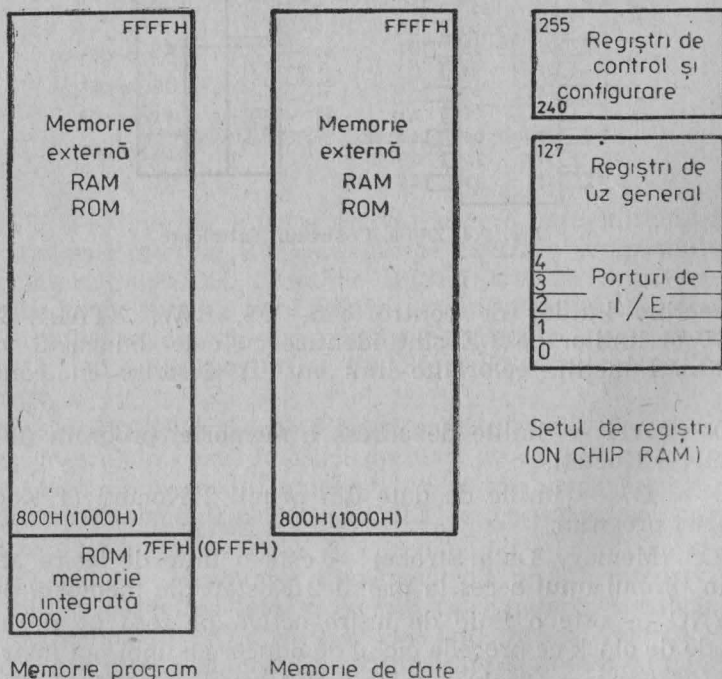 FFFFH
Memorie
externă
RAM
ROM
800H(1000H)
7FFH (0FFFH)
ROM
memorie
integrată
0000
Memorie program
FFFFH
Memorie
externă
RAM
ROM
800H(1000H)
Memorie de date
255
Regiștri de
control și
configurare
240
127
Regiștri de
uz general
4
3
Porturi de
2
I/E
1
0
Setul de regiștri
(ON CHIP RAM)